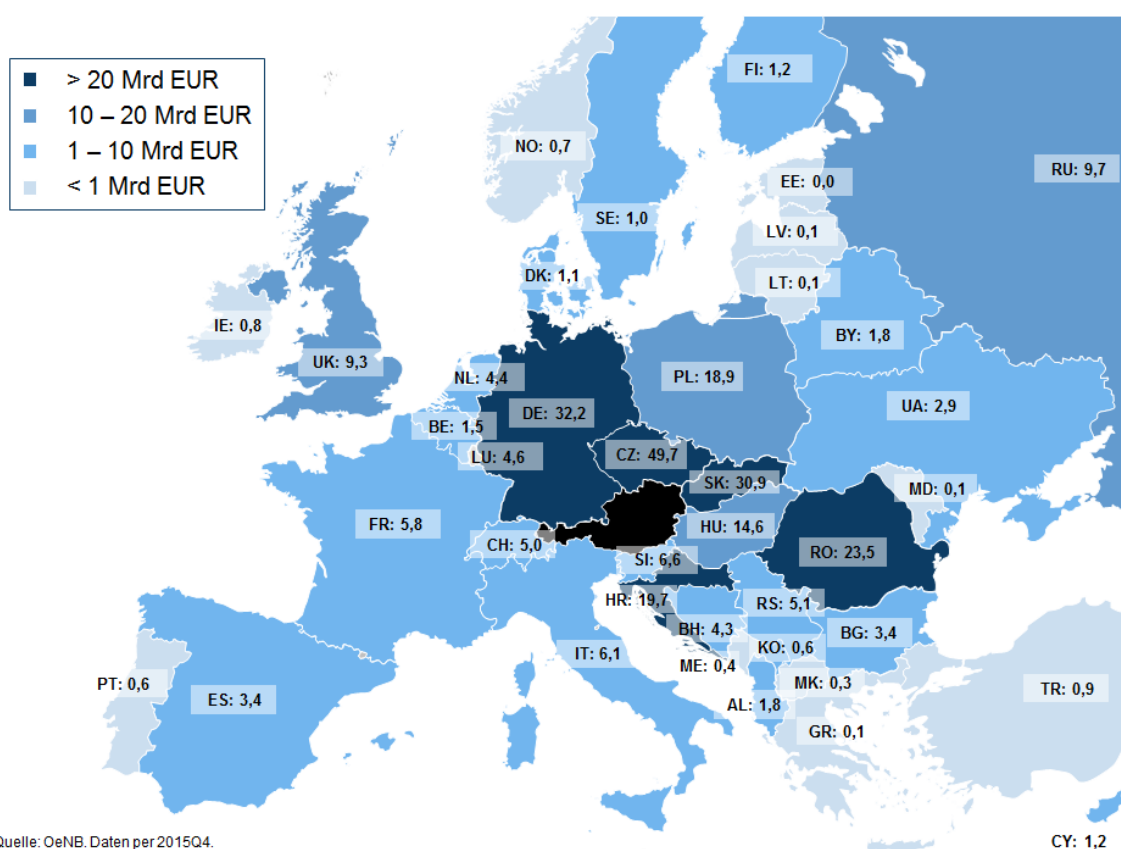 > 20 Mrd EUR
10 – 20 Mrd EUR
1 – 10 Mrd EUR
< 1 Mrd EUR
FI: 1,2
NO: 0,7
RU: 9,7
EE: 0,0
SE: 1,0
LV: 0,1
DK: 1,1
LT: 0,1
IE: 0,8
BY: 1,8
UK: 9,3
NL: 4,4
PL: 18,9
DE: 32,2
UA: 2,9
BE: 1,5
LU: 4,6
CZ: 49,7
SK: 30,9
MD: 0,1
FR: 5,8
HU: 14,6
CH: 5,0
RO: 23,5
SI: 6,6
HR: 19,7
RS: 5,1
BH: 4,3
BG: 3,4
KO: 0,6
IT: 6,1
ME: 0,4
PT: 0,6
MK: 0,3
TR: 0,9
ES: 3,4
AL: 1,8
GR: 0,1
Quelle: OeNB. Daten per 2015Q4.
CY: 1,2